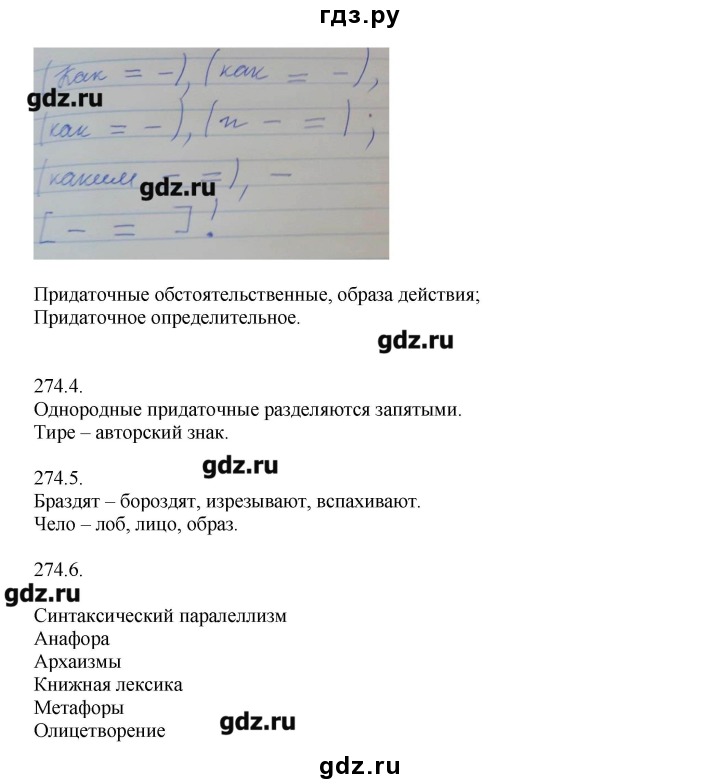 гдз.ру
(Как = –), (как = –),
gdz.ru
(как = –), (и – =);
(каким – =), –
gdz.ru
[– = ]!
Придаточные обстоятельственные, образа действия;
Придаточное определительное.
gdz.ru
274.4.
Однородные придаточные разделяются запятыми.
Тире – авторский знак.
gdz.ru
274.5.
Браздят – бороздят, изрезывают, вспахивают.
Чело – лоб, лицо, образ.
274.6.
gdz.ru
Синтаксический паралеллизм
Анафора
Архаизмы
Книжная лексика
Метафоры
gdz.ru
Олицетворение
gdz.ru